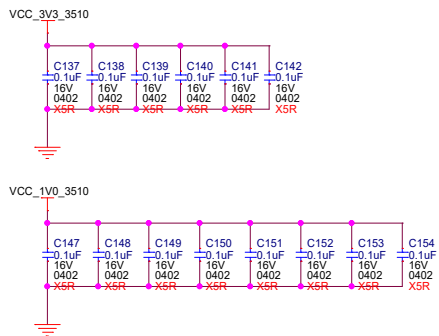 VCC_3V3_3510
C137 C138 C139 C140 C141 C142
0.1uF 0.1uF 0.1uF 0.1uF 0.1uF 0.1uF
16V 16V 16V 16V 16V 16V
0402 0402 0402 0402 0402 0402
X5R X5R X5R X5R X5R X5R
VCC_1V0_3510
C147 C148 C149 C150 C151 C152 C153 C154
0.1uF 0.1uF 0.1uF 0.1uF 0.1uF 0.1uF 0.1uF 0.1uF
16V 16V 16V 16V 16V 16V 16V 16V
0402 0402 0402 0402 0402 0402 0402 0402
X5R X5R X5R X5R X5R X5R X5R X5R